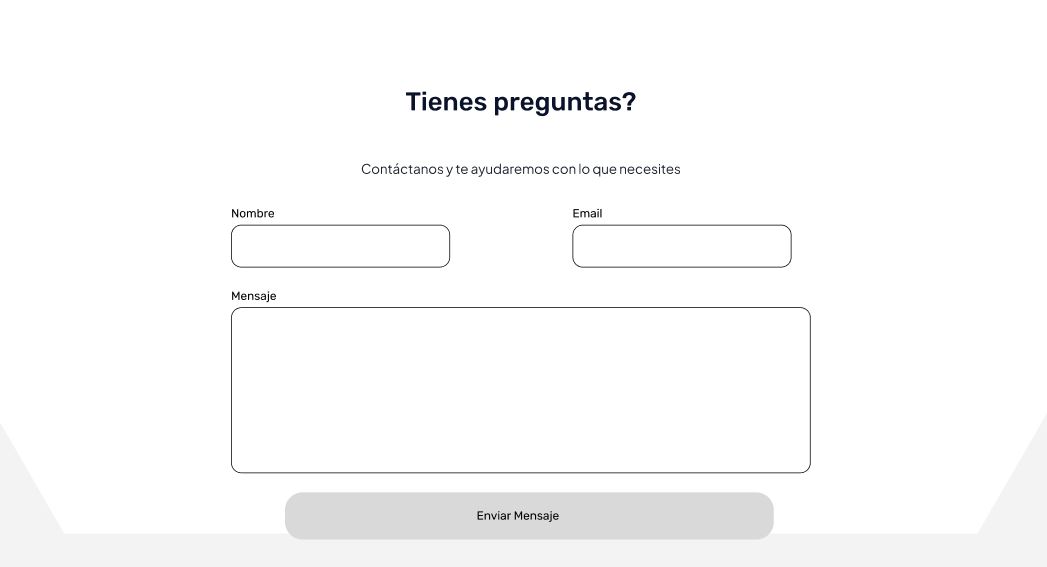 Tienes preguntas?
Contáctanos y te ayudaremos con lo que necesites
Nombre
Email
Mensaje
Enviar Mensaje